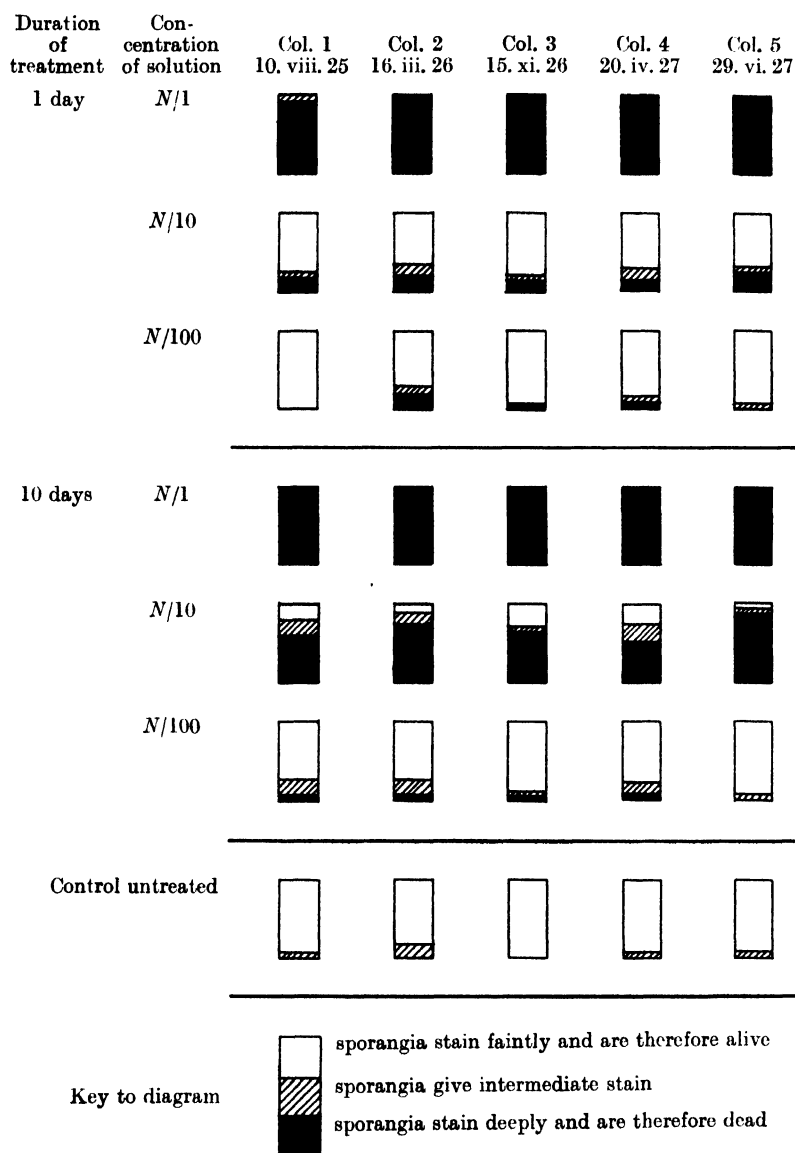 Duration of treatment
Con-centration of solution
Col. 1 10. viii. 25
Col. 2 16. iii. 26
Col. 3 15. xi. 26
Col. 4 20. iv. 27
Col. 5 29. vi. 27
1 day
N/1
N/10
N/100
10 days
N/1
N/10
N/100
Control untreated
Key to diagram
sporangia stain faintly and are therefore alive
sporangia give intermediate stain
sporangia stain deeply and are therefore dead